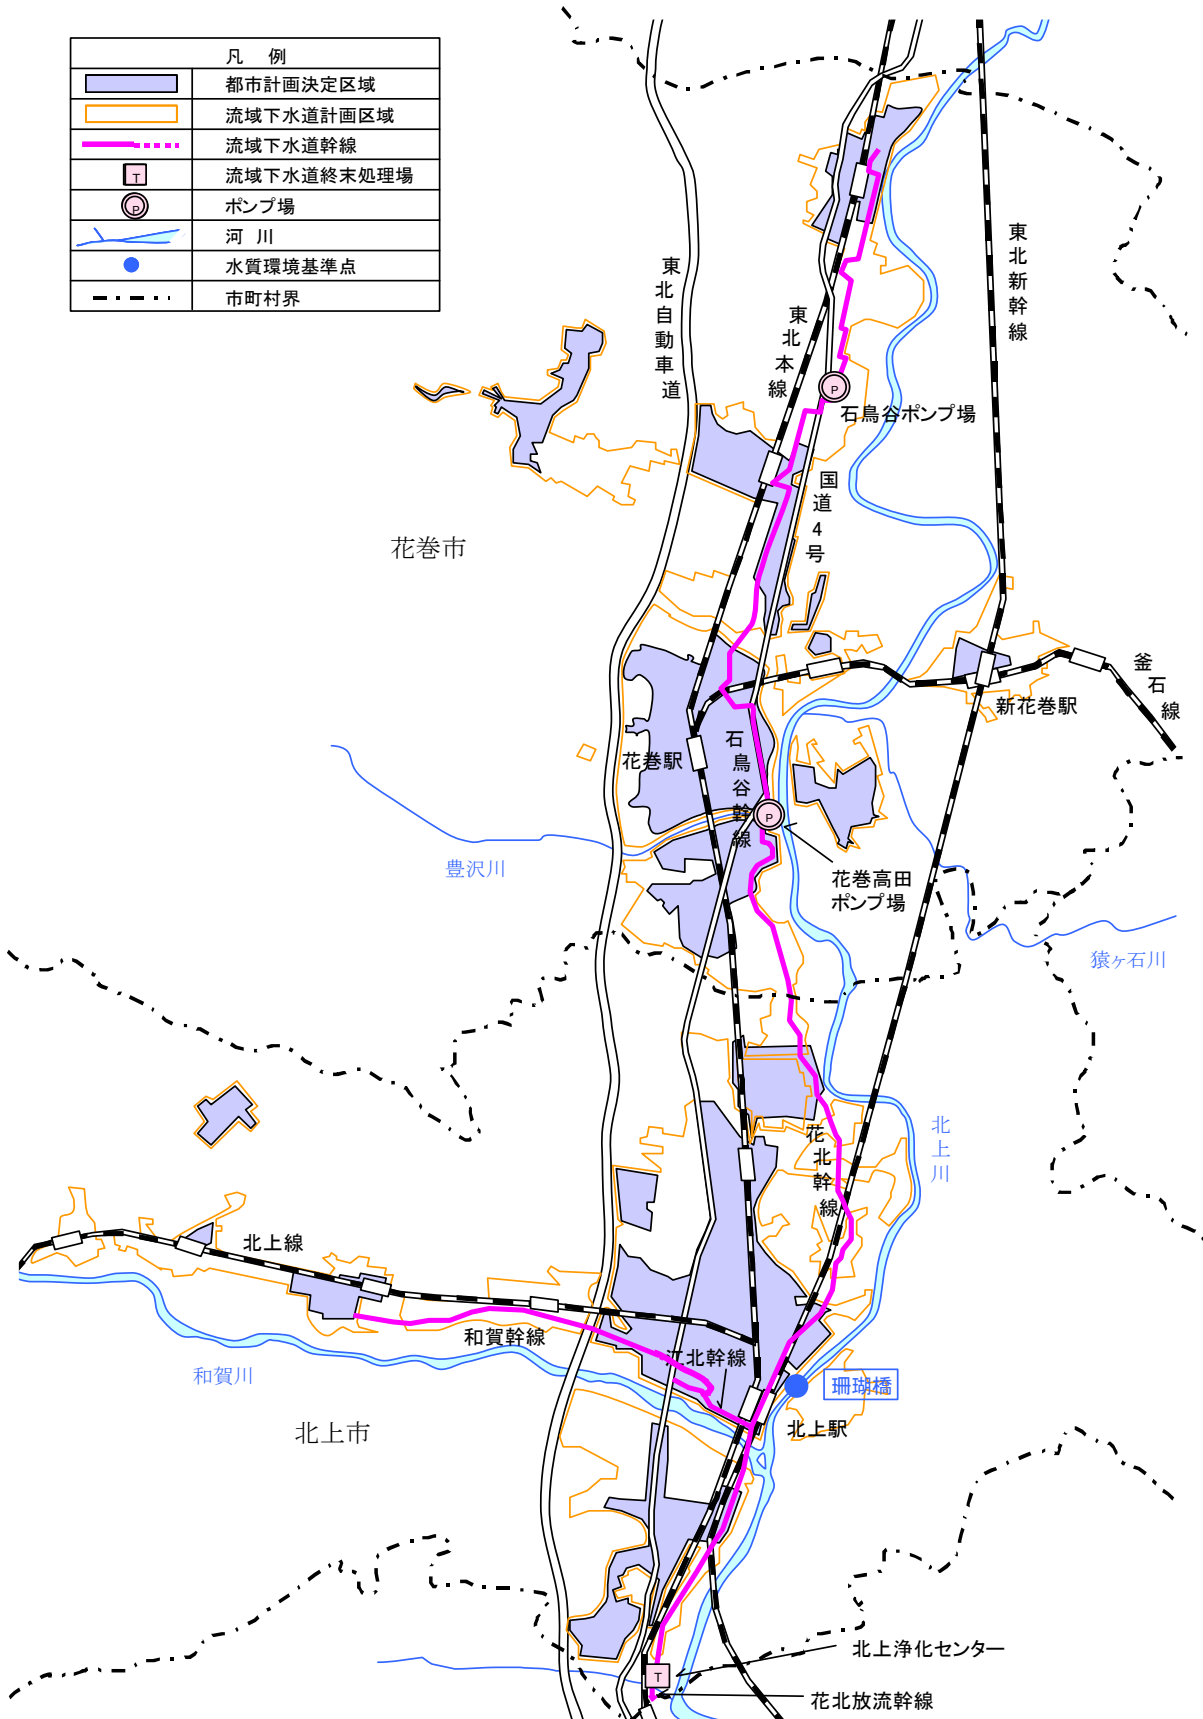 凡 例
都市計画決定区域
流域下水道計画区域
流域下水道幹線
T
流域下水道終末処理場
P
ポンプ場
河 川
水質環境基準点
市町村界
東北自動車道
東北本線
東北新幹線
P
石鳥谷ポンプ場
国道4号
花巻市
釜石線
新花巻駅
花巻駅
石鳥谷幹線
P
豊沢川
花巻高田
ポンプ場
猿ヶ石川
北上川
花北幹線
北上線
和賀幹線
江北幹線
和賀川
珊瑚橋
北上駅
北上市
北上浄化センター
T
花北放流幹線